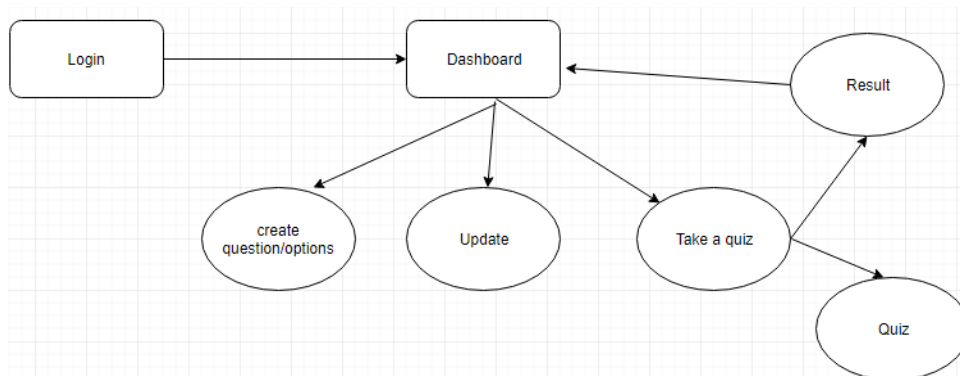 Login
Dashboard
Result
create
question/options
Update
Take a quiz
Quiz